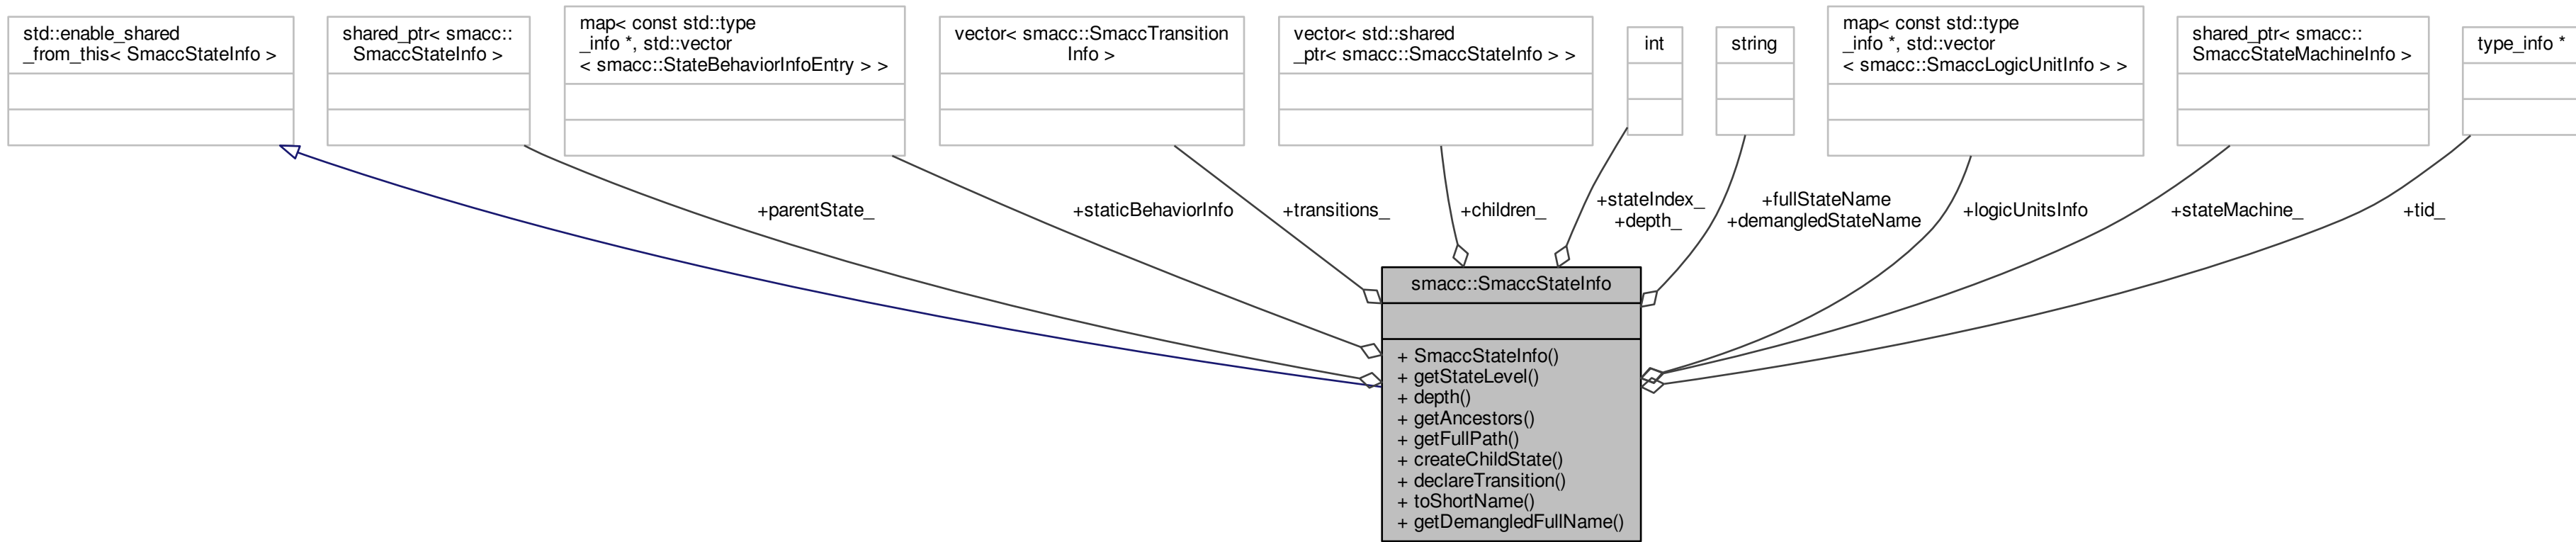 std::enable_shared
_from_this< SmaccStateInfo >
shared_ptr< smacc::
SmaccStateInfo >
map< const std::type
_info *, std::vector
< smacc::StateBehaviorInfoEntry > >
vector< smacc::SmaccTransition
Info >
vector< std::shared
_ptr< smacc::SmaccStateInfo > >
int
string
map< const std::type
_info *, std::vector
< smacc::SmaccLogicUnitInfo > >
shared_ptr< smacc::
SmaccStateMachineInfo >
type_info *
+parentState_
+staticBehaviorInfo
+transitions_
+children_
+stateIndex_
+depth_
+fullStateName
+demangledStateName
+logicUnitsInfo
+stateMachine_
+tid_
smacc::SmaccStateInfo
+ SmaccStateInfo()
+ getStateLevel()
+ depth()
+ getAncestors()
+ getFullPath()
+ createChildState()
+ declareTransition()
+ toShortName()
+ getDemangledFullName()